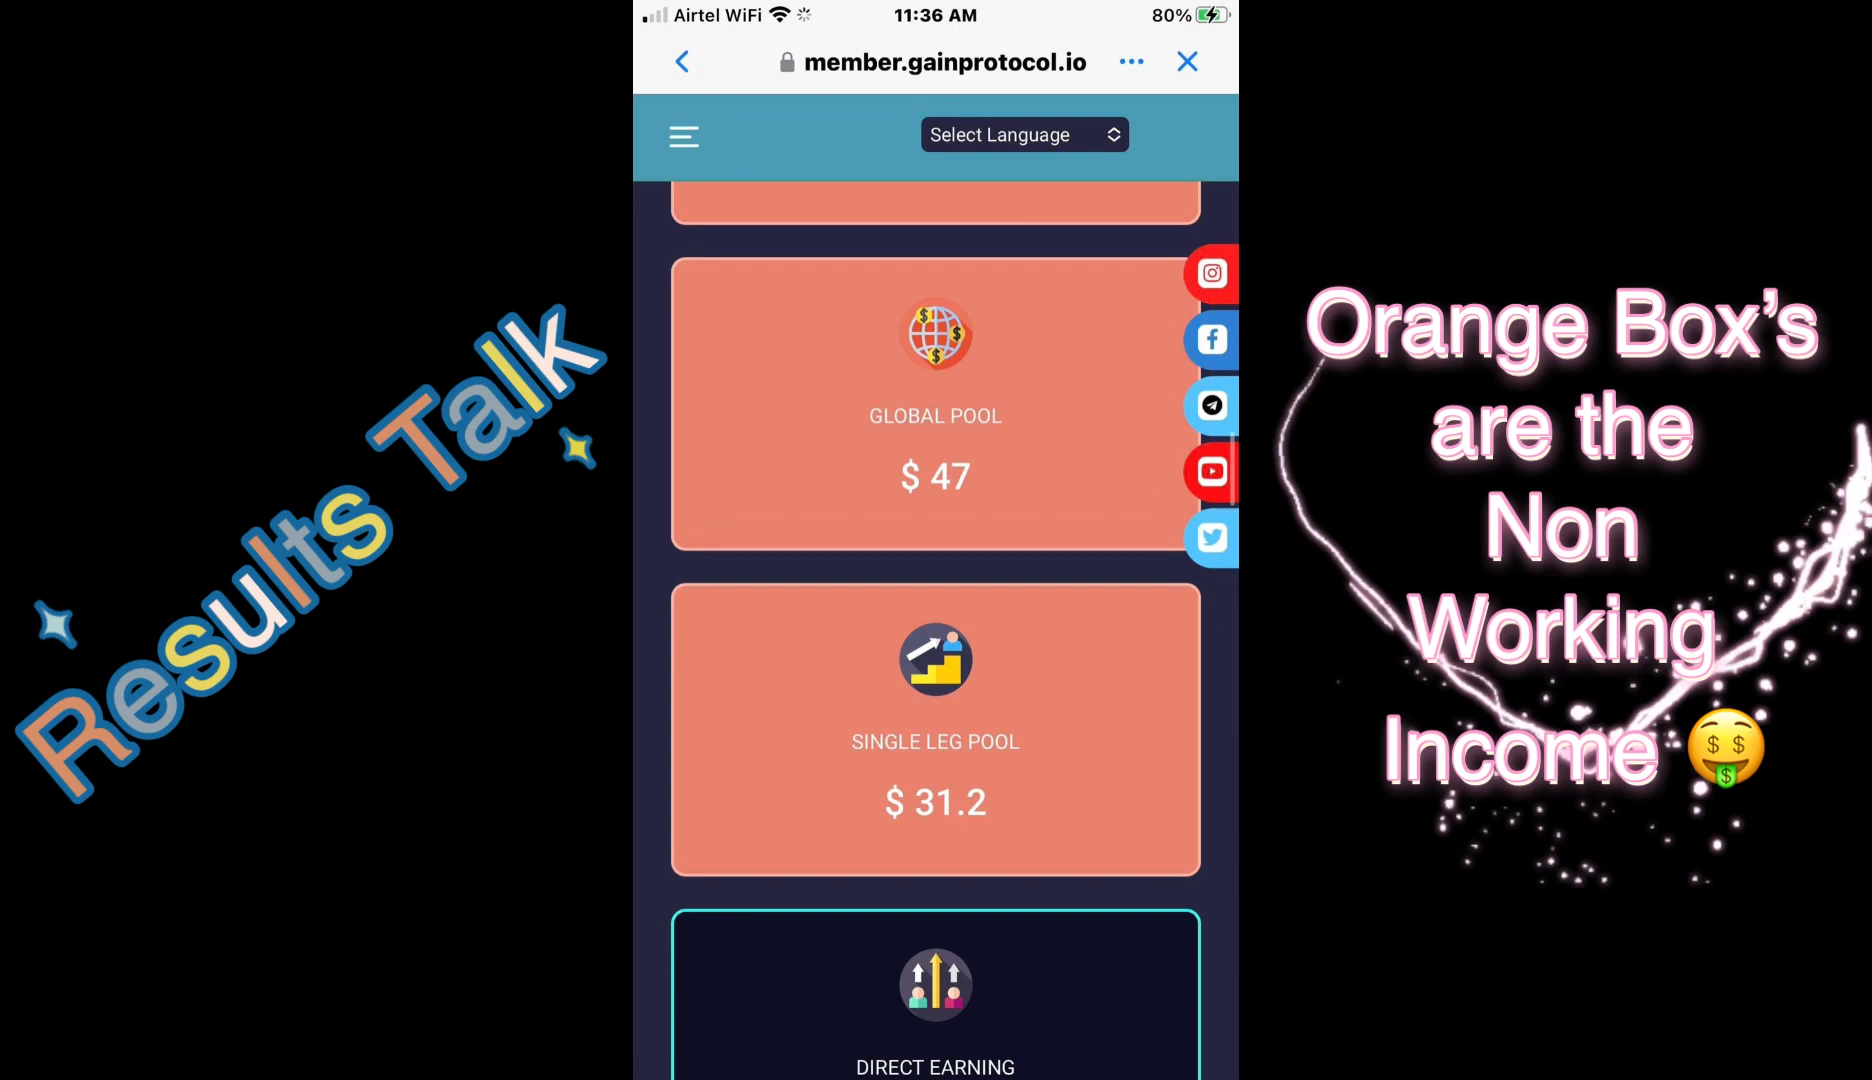 Airtel WiFi 11:36 AM 80%
member.gainprotocol.io
Select Language
GLOBAL POOL
$ 47
SINGLE LEG POOL
$ 31.2
DIRECT EARNING
Results Talk
Orange Box’s
are the
Non
Working
Income